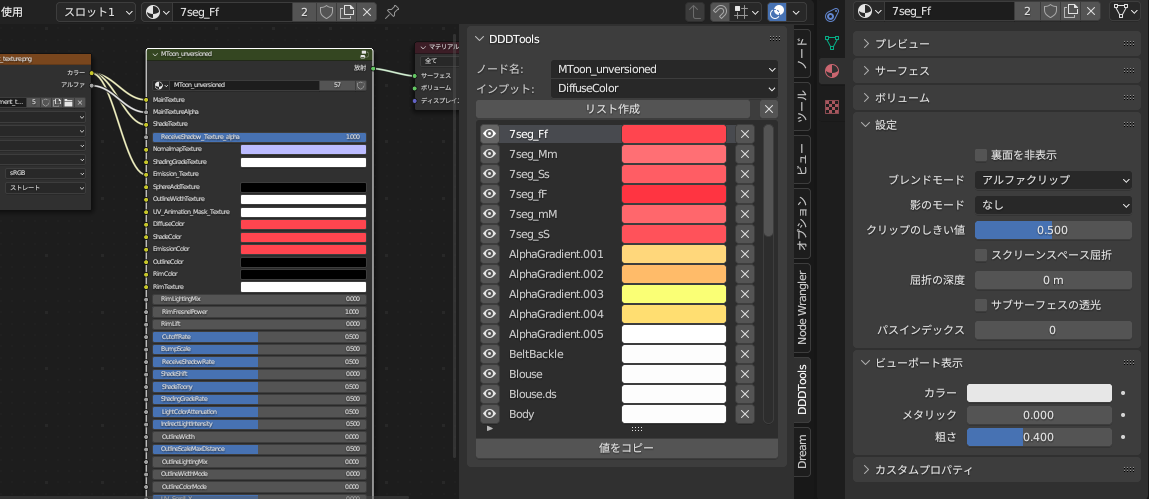 使用
スロット1
7seg_Ff
2
_texture.png
カラー
アルファ
5
sRGB
ストレート
MToon_unversioned
放射
MToon_unversioned
57
MainTexture
MainTextureAlpha
ShadeTexture
ReceiveShadow_Texture_alpha 1.000
NormalmapTexture
ShadingGradeTexture
Emission_Texture
SphereAddTexture
OutlineWidthTexture
UV_Animation_Mask_Texture
DiffuseColor
ShadeColor
EmissionColor
OutlineColor
RimColor
RimTexture
RimLightingMix 0.000
RimFresnelPower 1.000
RimLift 0.000
CutoffRate 0.500
BumpScale 0.500
ReceiveShadowRate 0.500
ShadeShift 0.000
ShadeToony 0.500
ShadingGradeRate 0.500
LightColorAttenuation 0.500
IndirectLightIntensity 0.500
OutlineWidth 0.000
OutlineScaleMaxDistance 0.500
OutlineLightingMix 0.000
OutlineWidthMode 0.000
OutlineColorMode 0.000
マテリアル
全て
サーフェス
ボリューム
ディスプレイ
DDDTools
ノード名: MToon_unversioned
インプット: DiffuseColor
リスト作成
7seg_Ff
7seg_Mm
7seg_Ss
7seg_fF
7seg_mM
7seg_sS
AlphaGradient.001
AlphaGradient.002
AlphaGradient.003
AlphaGradient.004
AlphaGradient.005
BeltBackle
Blouse
Blouse.ds
Body
値をコピー
ノード
ツール
ビュー
オプション
Node Wrangler
DDDTools
Dream
7seg_Ff
2
プレビュー
サーフェス
ボリューム
設定
裏面を非表示
ブレンドモード アルファクリップ
影のモード なし
クリップのしきい値 0.500
スクリーンスペース屈折
屈折の深度 0 m
サブサーフェスの透光
パスインデックス 0
ビューポート表示
カラー
メタリック 0.000
粗さ 0.400
カスタムプロパティ